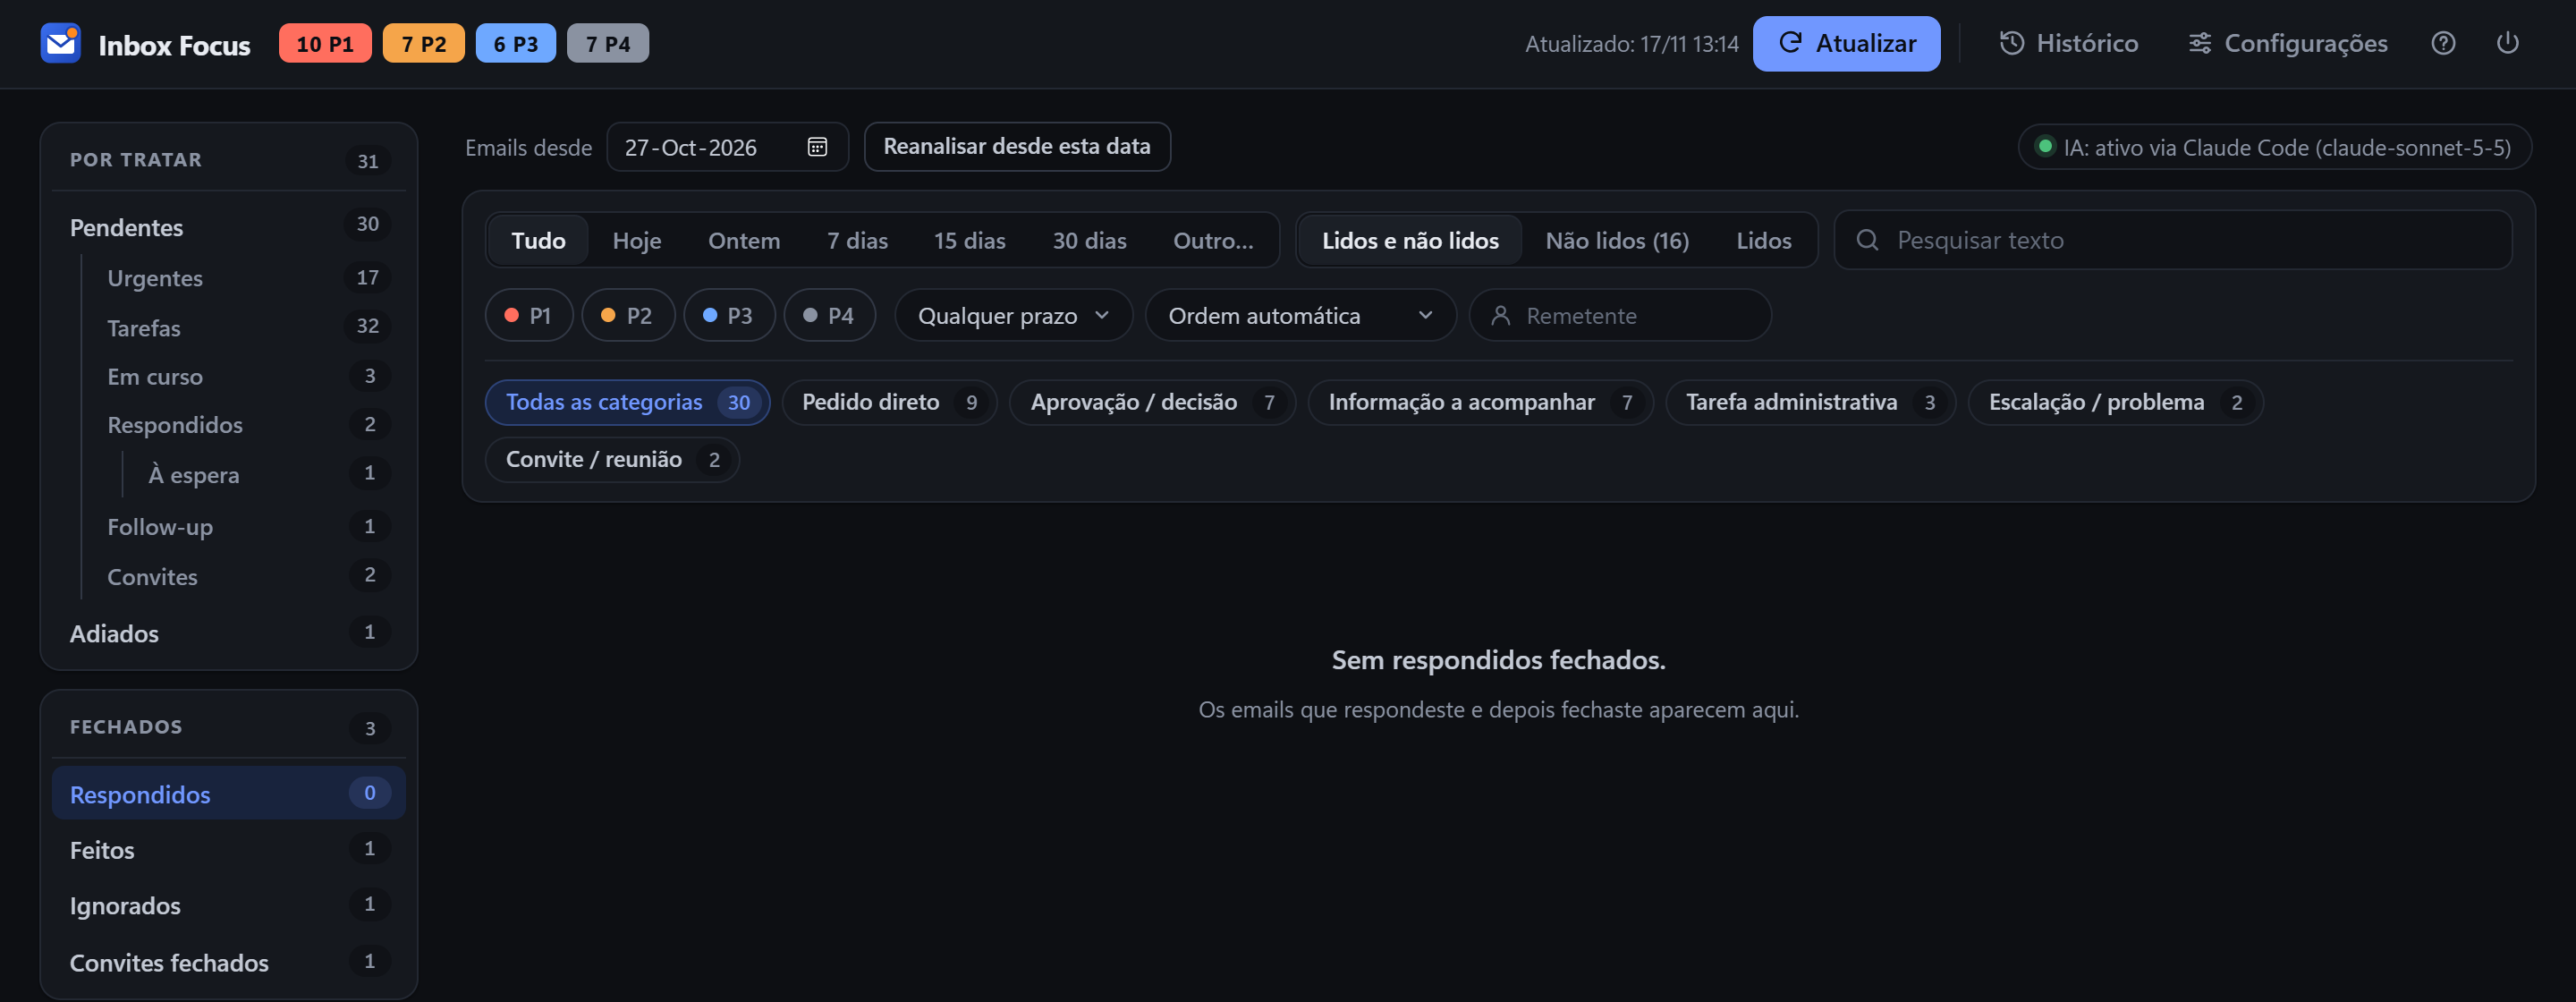 Inbox Focus 10 P1 7 P2 6 P3 7 P4 Atualizado: 17/11 13:14 Atualizar Histórico Configurações
POR TRATAR 31
Pendentes 30
Urgentes 17
Tarefas 32
Em curso 3
Respondidos 2
À espera 1
Follow-up 1
Convites 2
Adiados 1
FECHADOS 3
Respondidos 0
Feitos 1
Ignorados 1
Convites fechados 1
Emails desde 27-Oct-2026 Reanalisar desde esta data IA: ativo via Claude Code (claude-sonnet-5-5)
Tudo Hoje Ontem 7 dias 15 dias 30 dias Outro... Lidos e não lidos Não lidos (16) Lidos Pesquisar texto
P1 P2 P3 P4 Qualquer prazo Ordem automática Remetente
Todas as categorias 30 Pedido direto 9 Aprovação / decisão 7 Informação a acompanhar 7 Tarefa administrativa 3 Escalação / problema 2
Convite / reunião 2
Sem respondidos fechados.
Os emails que respondeste e depois fechaste aparecem aqui.